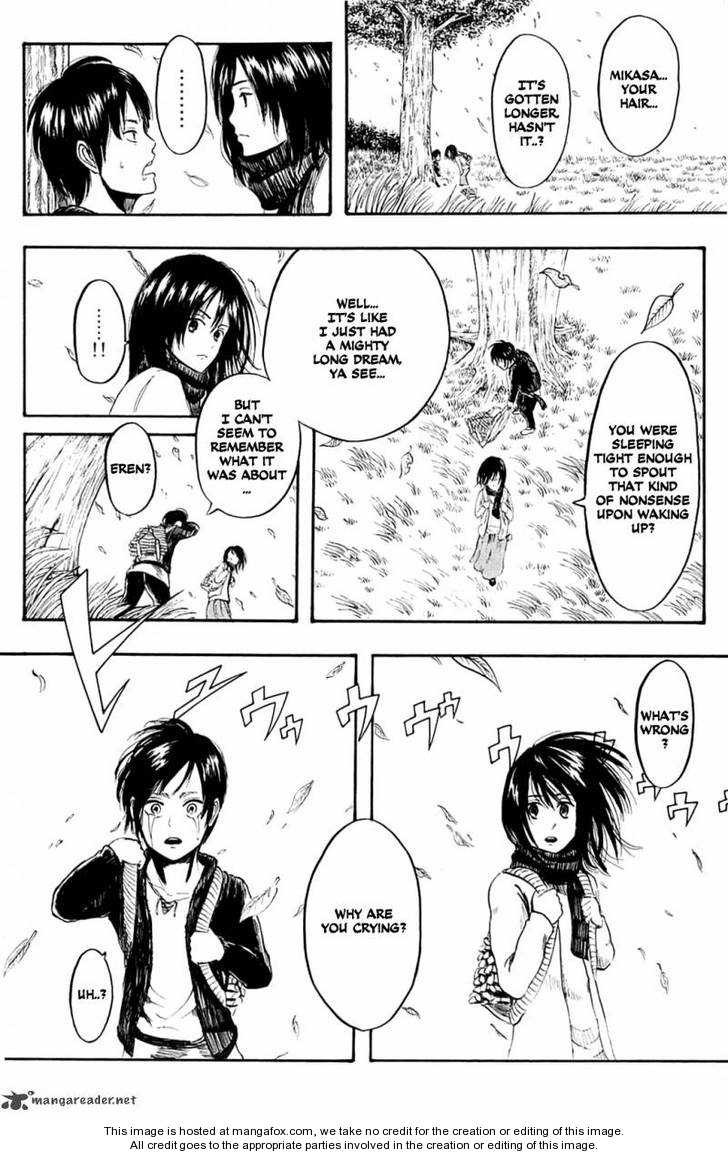 MIKASA...
YOUR
HAIR...
IT'S
GOTTEN
LONGER,
HASN'T
IT..?
........
YOU WERE
SLEEPING
TIGHT ENOUGH
TO SPOUT
THAT KIND
OF NONSENSE
UPON WAKING
UP?
WELL...
IT'S LIKE
I JUST HAD
A MIGHTY
LONG DREAM,
YA SEE...
BUT
I CAN'T
SEEM TO
REMEMBER
WHAT IT
WAS ABOUT
...
......!!
EREN?
WHAT'S
WRONG
?
ドウウウウウウウウウ
WHY ARE
YOU CRYING?
UH..?
mangareader.net
This image is hosted at mangafox.com, we take no credit for the creation or editing of this image.
All credit goes to the appropriate parties involved in the creation or editing of this image.